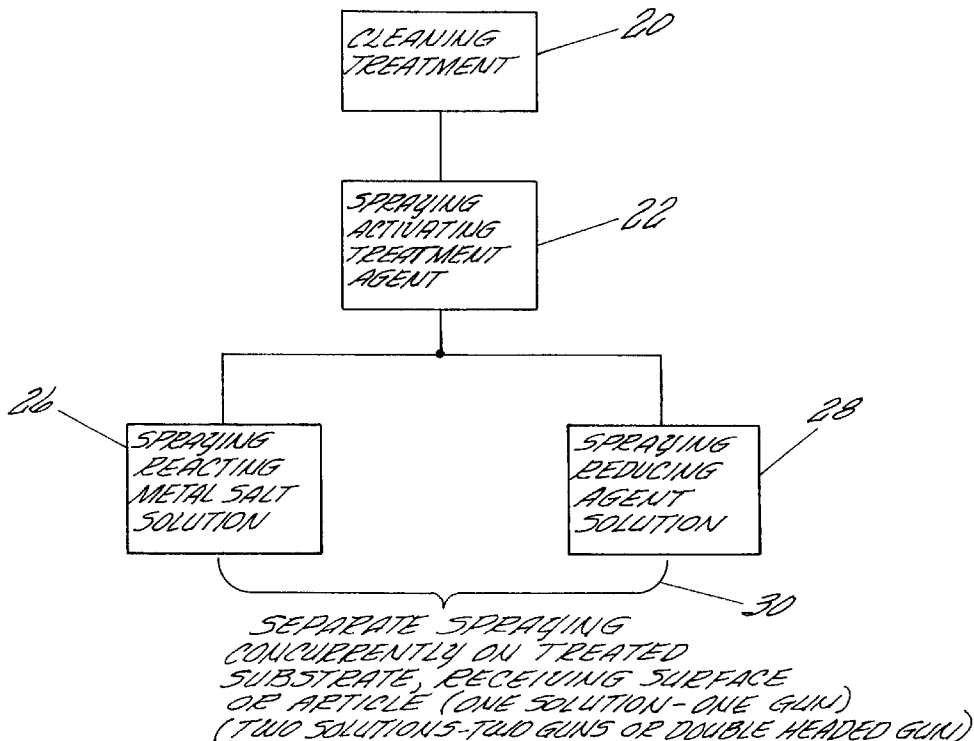 CLEANING
TREATMENT
20
SPRAYING
ACTIVATING
TREATMENT
AGENT
22
26
SPRAYING
REACTING
METAL SALT
SOLUTION
SPRAYING
REDUCING
AGENT
SOLUTION
28
30
SEPARATE SPRAYING
CONCURRENTLY ON TREATED
SUBSTRATE, RECEIVING SURFACE
OR ARTICLE (ONE SOLUTION-ONE GUN)
(TWO SOLUTIONS-TWO GUNS OR DOUBLE HEADED GUN)